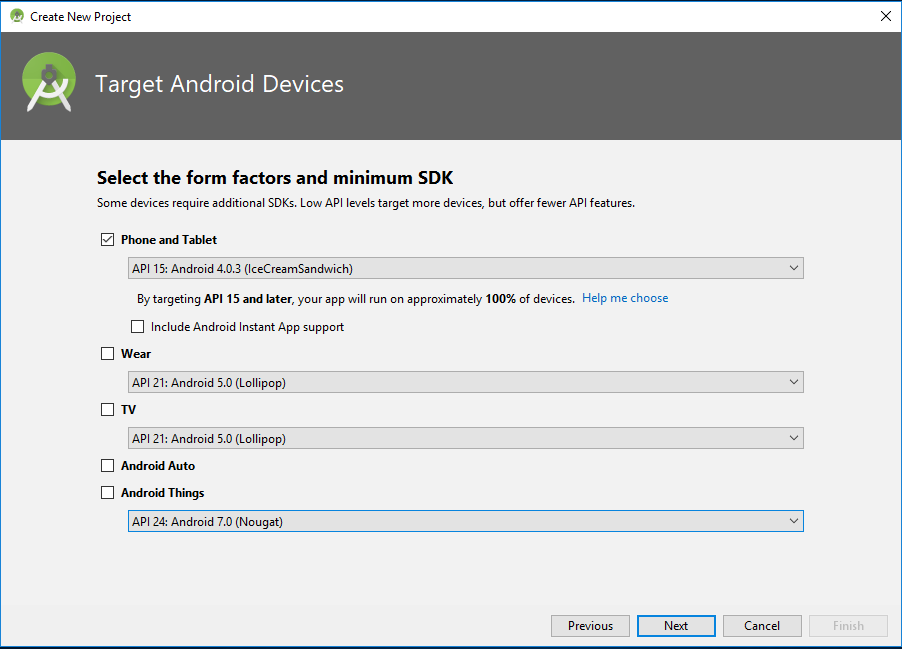 Create New Project
Target Android Devices
Select the form factors and minimum SDK
Some devices require additional SDKs. Low API levels target more devices, but offer fewer API features.
Phone and Tablet
API 15: Android 4.0.3 (IceCreamSandwich)
By targeting API 15 and later, your app will run on approximately 100% of devices. Help me choose
Include Android Instant App support
Wear
API 21: Android 5.0 (Lollipop)
TV
API 21: Android 5.0 (Lollipop)
Android Auto
Android Things
API 24: Android 7.0 (Nougat)
Previous Next Cancel Finish